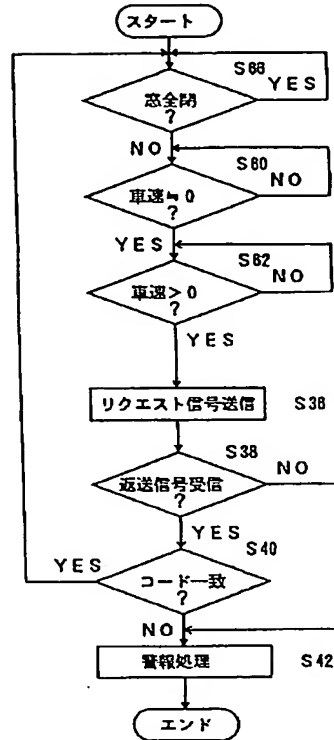 スタート
S66
YES
窓全閉
?
NO
S60
NO
車速≒0
?
YES
S62
NO
車速>0
?
YES
リクエスト信号送信
S36
S38
NO
返送信号受信
?
YES
S40
YES
コード一致
?
NO
警報処理
S42
エンド